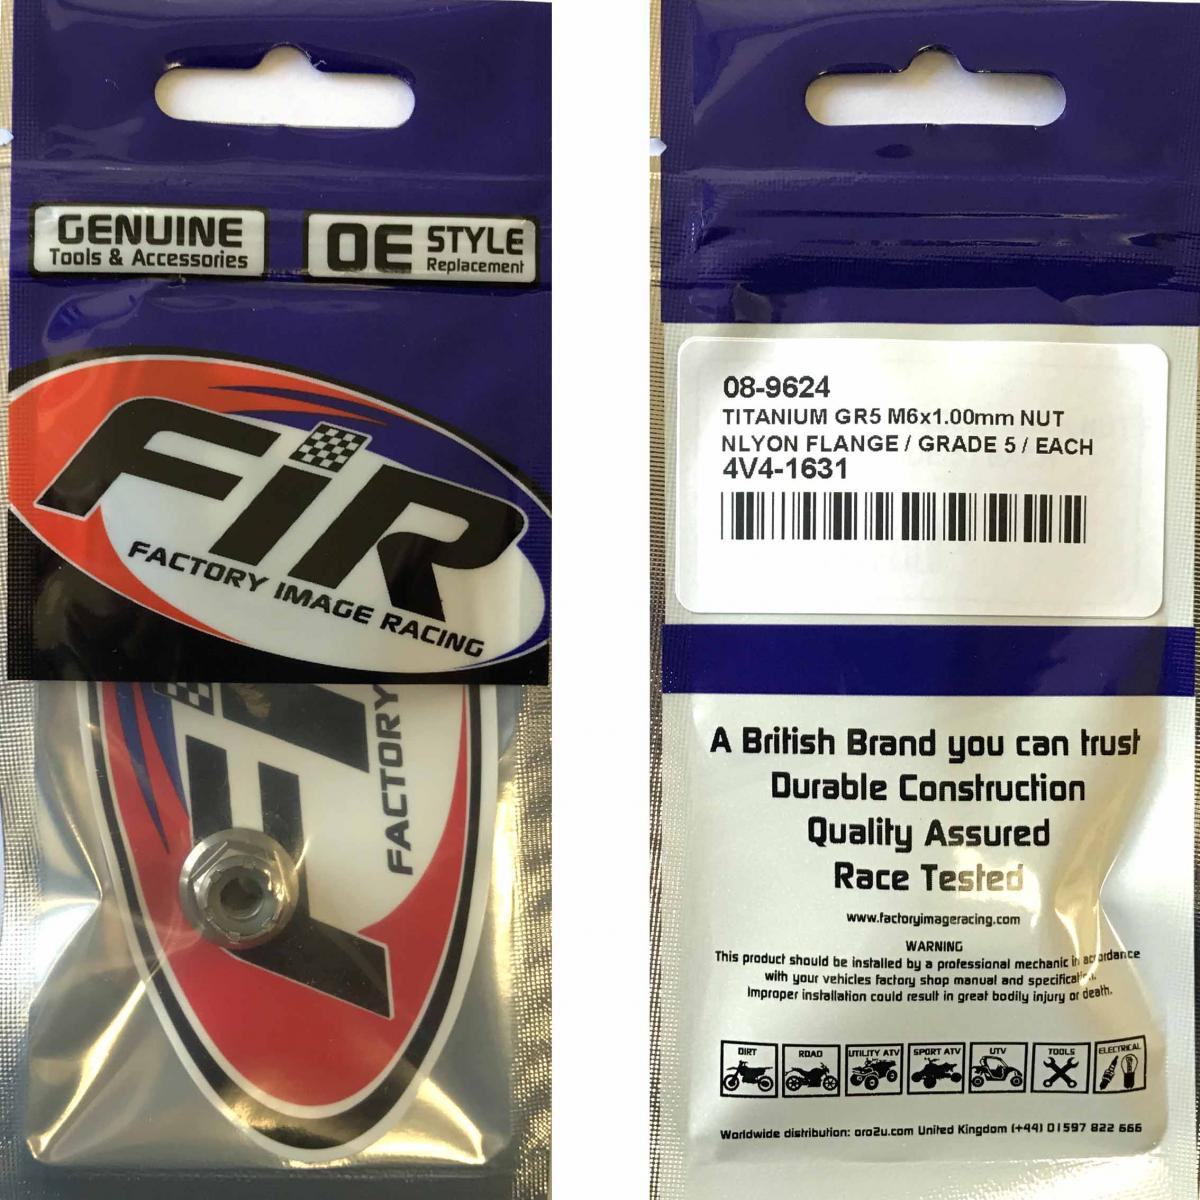 GENUINE
Tools & Accessories
OE STYLE
Replacement
FiR
FACTORY IMAGE RACING
FACTORY
08-9624
TITANIUM GR5 M6x1.00mm NUT
NLYON FLANGE / GRADE 5 / EACH
4V4-1631
A British Brand you can trust
Durable Construction
Quality Assured
Race Tested
www.factoryimageracing.com
WARNING
This product should be installed by a professional mechanic in accordance
with your vehicles factory shop manual and specification.
Improper installation could result in great bodily injury or death.
DIRT ROAD UTILITY ATV SPORT ATV UTV TOOLS ELECTRICAL
Worldwide distribution: oro2u.com United Kingdom (+44) 01597 822 666